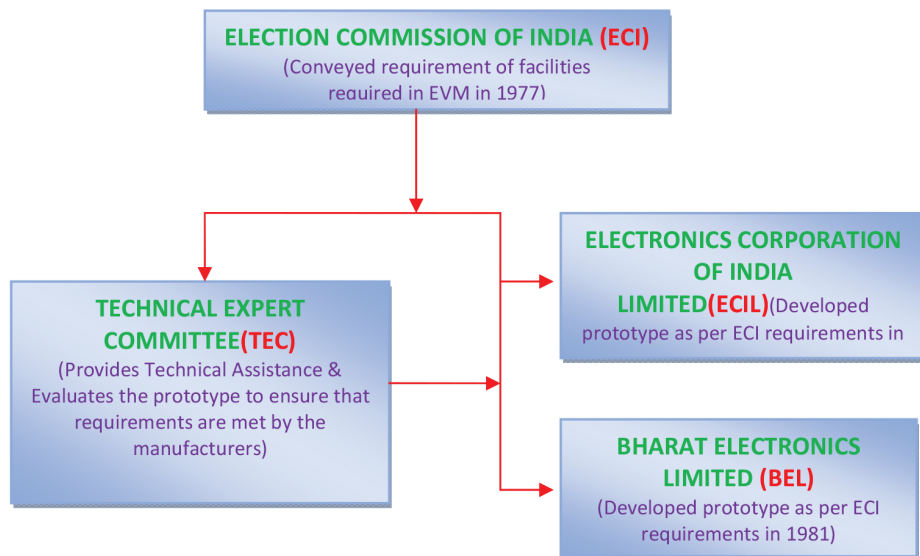 ELECTION COMMISSION OF INDIA (ECI)
(Conveyed requirement of facilities
required in EVM in 1977)
TECHNICAL EXPERT
COMMITTEE(TEC)
(Provides Technical Assistance &
Evaluates the prototype to ensure that
requirements are met by the
manufacturers)
ELECTRONICS CORPORATION
OF INDIA
LIMITED(ECIL)(Developed
prototype as per ECI requirements in
BHARAT ELECTRONICS
LIMITED (BEL)
(Developed prototype as per ECI
requirements in 1981)